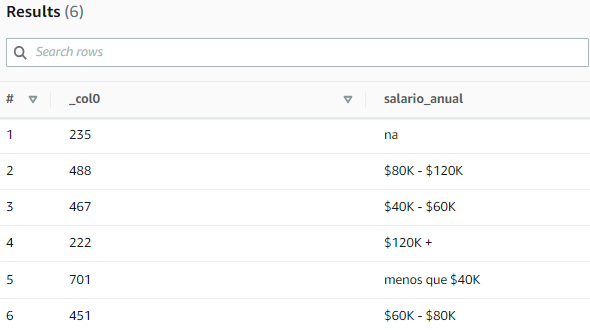 Results (6)
Search rows
# _col0 salario_anual
1 235 na
2 488 $80K - $120K
3 467 $40K - $60K
4 222 $120K +
5 701 menos que $40K
6 451 $60K - $80K